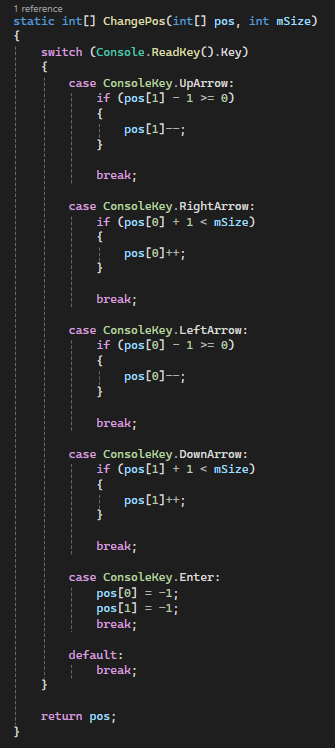 1 reference
static int[] ChangePos(int[] pos, int mSize)
{
    switch (Console.ReadKey().Key)
    {
        case ConsoleKey.UpArrow:
            if (pos[1] - 1 >= 0)
            {
                pos[1]--;
            }

            break;

        case ConsoleKey.RightArrow:
            if (pos[0] + 1 < mSize)
            {
                pos[0]++;
            }

            break;

        case ConsoleKey.LeftArrow:
            if (pos[0] - 1 >= 0)
            {
                pos[0]--;
            }

            break;

        case ConsoleKey.DownArrow:
            if (pos[1] + 1 < mSize)
            {
                pos[1]++;
            }

            break;

        case ConsoleKey.Enter:
            pos[0] = -1;
            pos[1] = -1;
            break;

        default:
            break;
    }

    return pos;
}